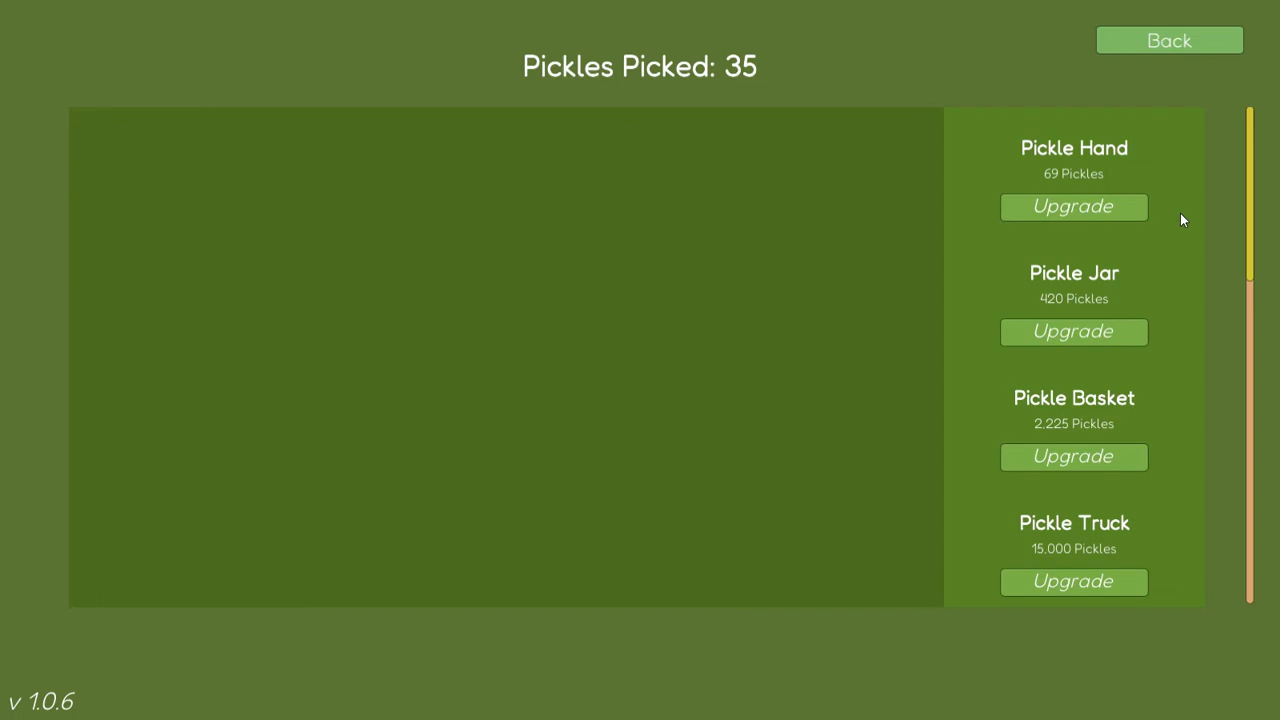 Back
Pickles Picked: 35
Pickle Hand
69 Pickles
Upgrade
Pickle Jar
420 Pickles
Upgrade
Pickle Basket
2,225 Pickles
Upgrade
Pickle Truck
15,000 Pickles
Upgrade
v 1.0.6